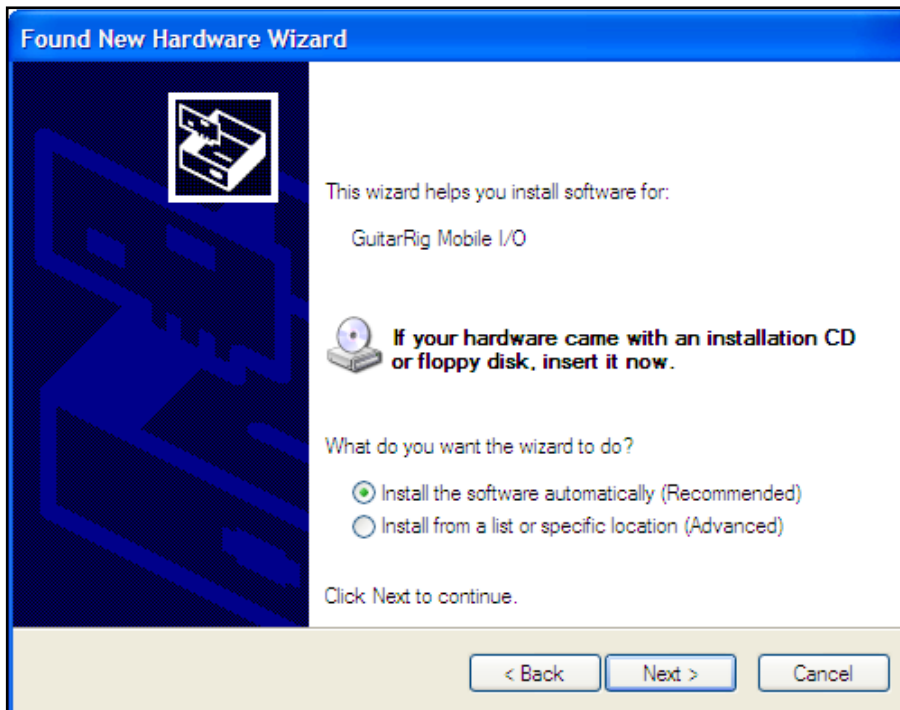 Found New Hardware Wizard
This wizard helps you install software for:
GuitarRig Mobile I/O
If your hardware came with an installation CD
or floppy disk, insert it now.
What do you want the wizard to do?
Install the software automatically (Recommended)
Install from a list or specific location (Advanced)
Click Next to continue.
< Back Next > Cancel